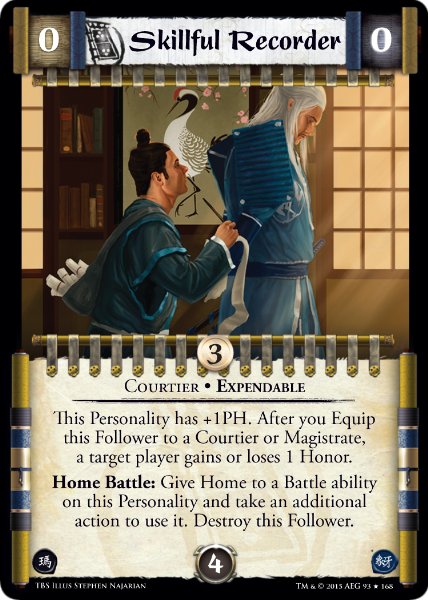 0 Skillful Recorder 0
3
Courtier • Expendable
This Personality has +1PH. After you Equip
this Follower to a Courtier or Magistrate,
a target player gains or loses 1 Honor.
Home Battle: Give Home to a Battle ability
on this Personality and take an additional
action to use it. Destroy this Follower.
4
TBS Illus Stephen Najarian TM & © 2015 AEG 93 ★ 168